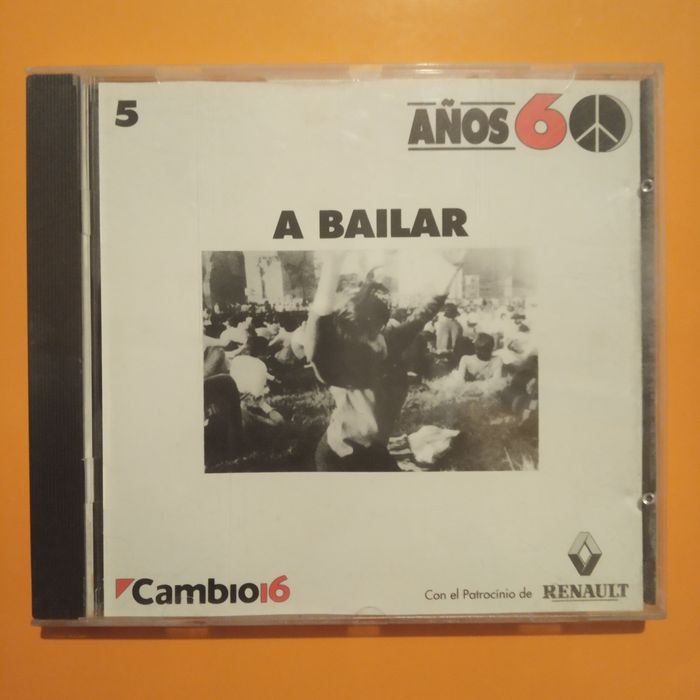 5
AÑOS 60
A BAILAR
Cambio16
Con el Patrocinio de RENAULT